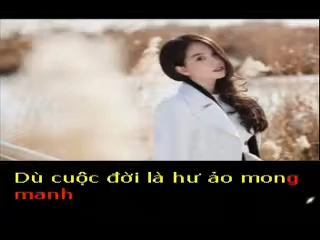 Dù cuộc đời là hư ảo mong
manh